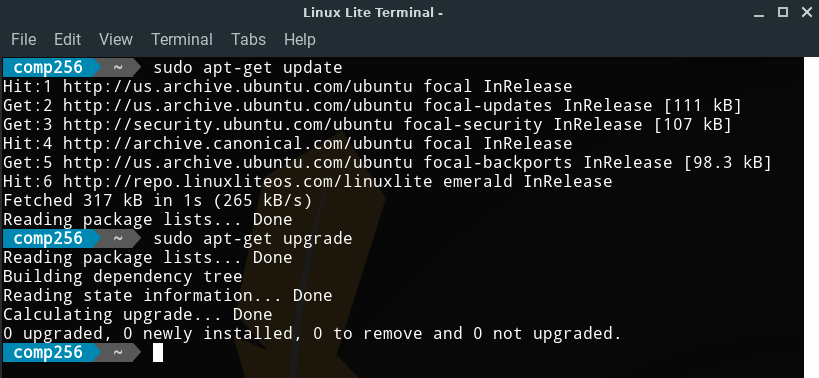 Linux Lite Terminal -
File Edit View Terminal Tabs Help
comp256 ~ sudo apt-get update
Hit:1 http://us.archive.ubuntu.com/ubuntu focal InRelease
Get:2 http://us.archive.ubuntu.com/ubuntu focal-updates InRelease [111 kB]
Get:3 http://security.ubuntu.com/ubuntu focal-security InRelease [107 kB]
Hit:4 http://archive.canonical.com/ubuntu focal InRelease
Get:5 http://us.archive.ubuntu.com/ubuntu focal-backports InRelease [98.3 kB]
Hit:6 http://repo.linuxliteos.com/linuxlite emerald InRelease
Fetched 317 kB in 1s (265 kB/s)
Reading package lists... Done
comp256 ~ sudo apt-get upgrade
Reading package lists... Done
Building dependency tree
Reading state information... Done
Calculating upgrade... Done
0 upgraded, 0 newly installed, 0 to remove and 0 not upgraded.
comp256 ~